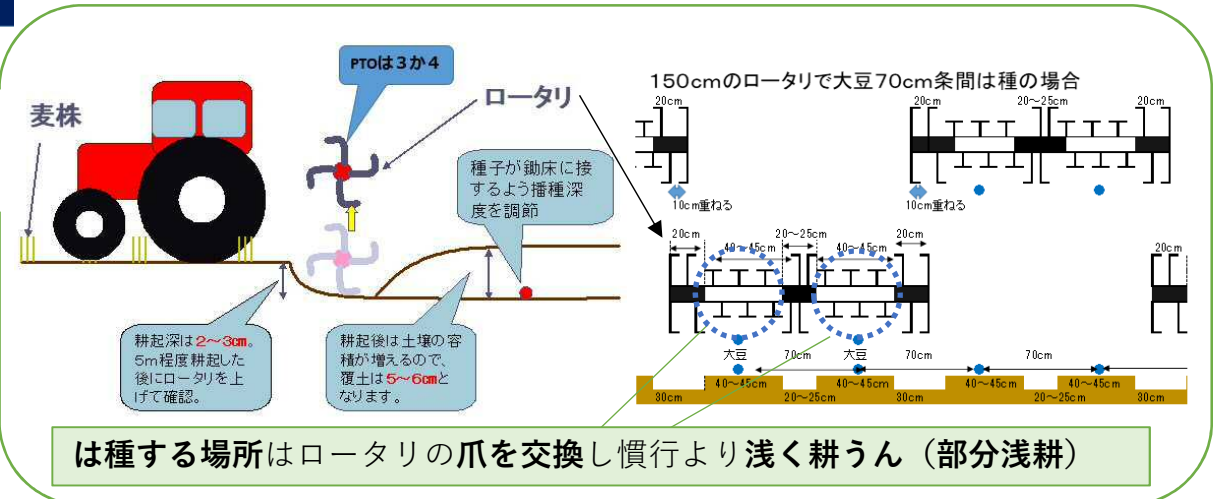 PTOは3か4
麦株
ロータリ
種子が鋤床に接
するよう播種深
度を調節
耕起深は2～3㎝。
5m程度耕起した
後にロータリを上
げて確認。
耕起後は土壌の容
積が増えるので、
覆土は5～6㎝と
なります。
150cmのロータリで大豆70cm条間は種の場合
20cm
20cm
20～25cm
20cm
10cm重ねる
10cm重ねる
20cm
40～45cm
20～25cm
40～45cm
20cm
20cm
大豆
70cm
大豆
70cm
70cm
40～45cm
40～45cm
40～45cm
40～45cm
30cm
20～25cm
30cm
20～25cm
30cm
は種する場所はロータリの爪を交換し慣行より浅く耕うん（部分浅耕）